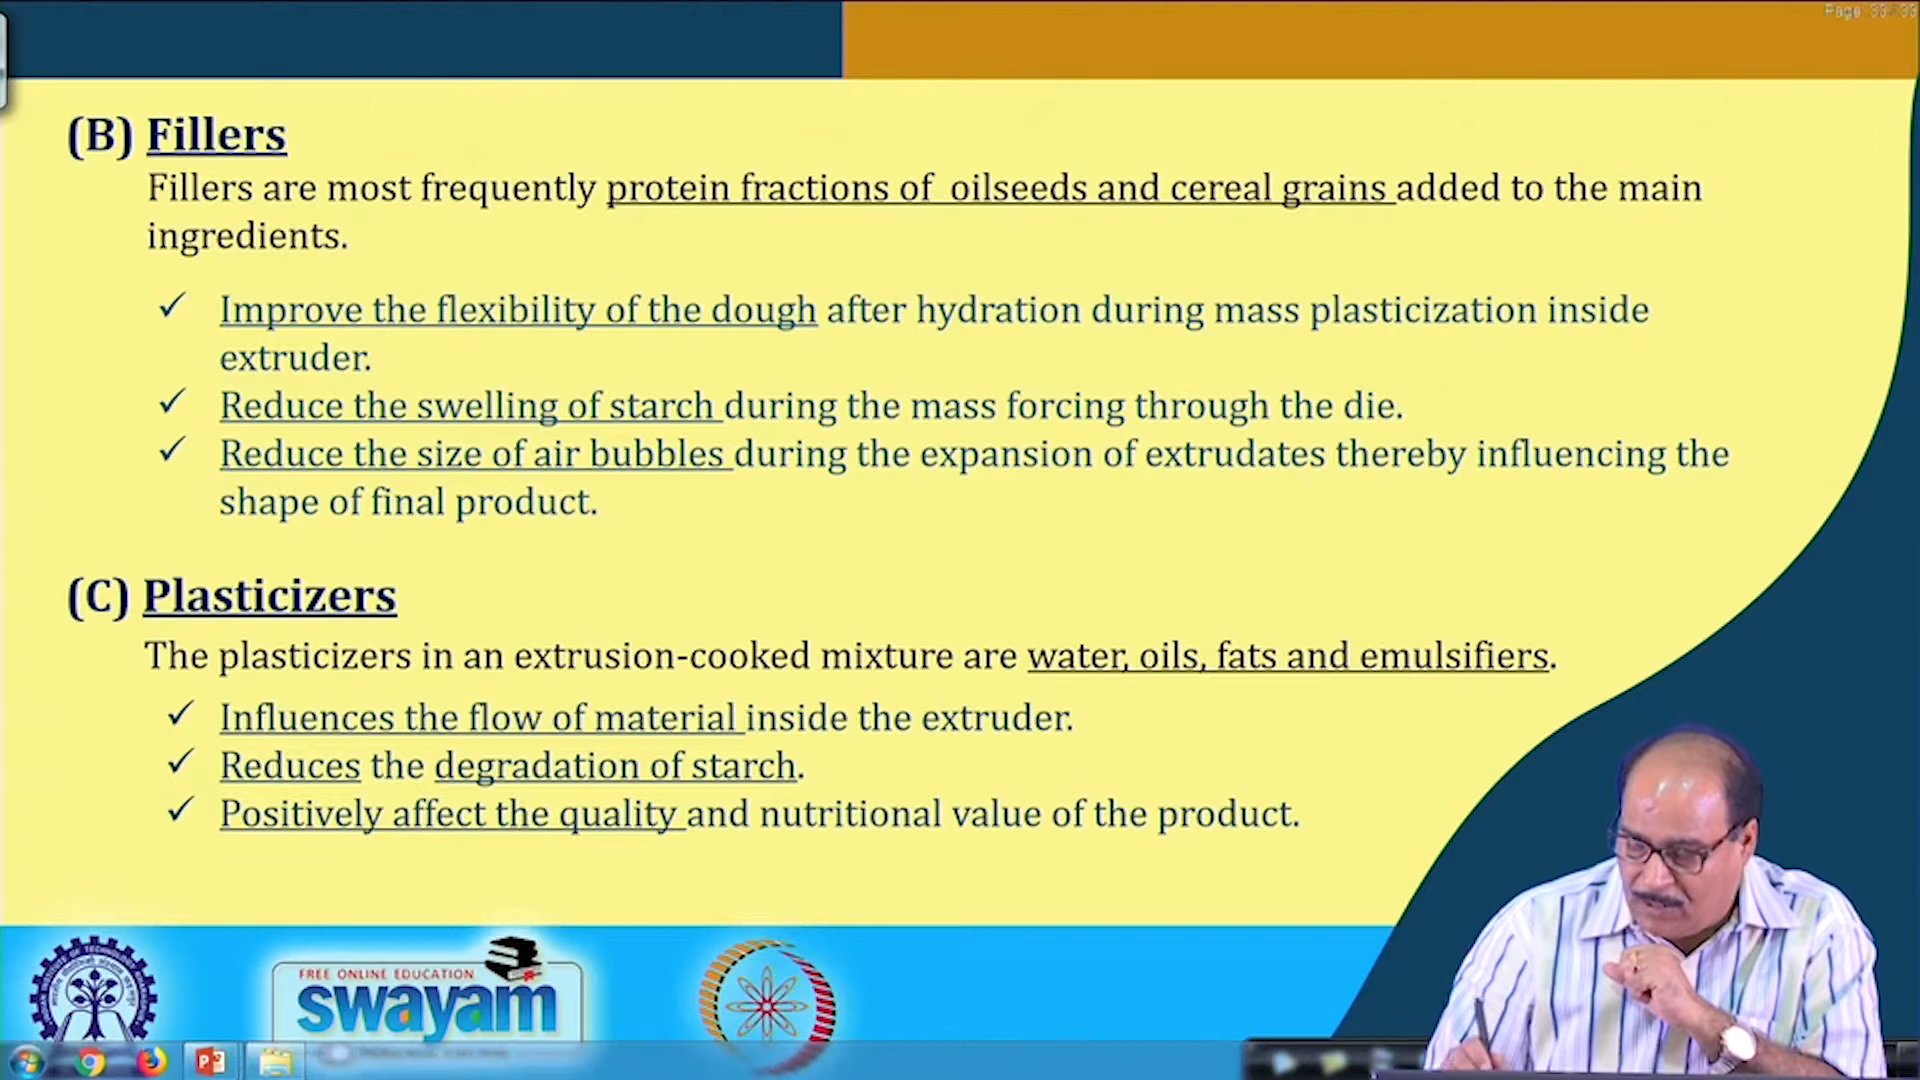 Page: 33/33
(B) Fillers
Fillers are most frequently protein fractions of oilseeds and cereal grains added to the main
ingredients.
✓ Improve the flexibility of the dough after hydration during mass plasticization inside
extruder.
✓ Reduce the swelling of starch during the mass forcing through the die.
✓ Reduce the size of air bubbles during the expansion of extrudates thereby influencing the
shape of final product.
(C) Plasticizers
The plasticizers in an extrusion-cooked mixture are water, oils, fats and emulsifiers.
✓ Influences the flow of material inside the extruder.
✓ Reduces the degradation of starch.
✓ Positively affect the quality and nutritional value of the product.
FREE ONLINE EDUCATION
swayam